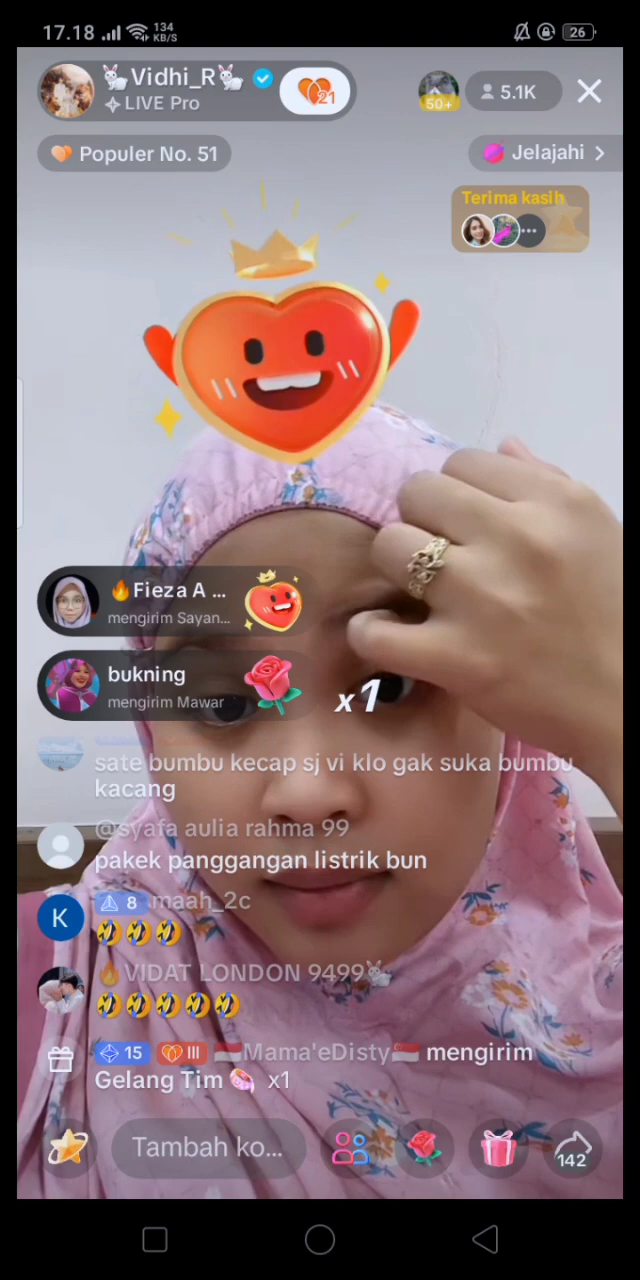 17.18 134 KB/S 26
🐇Vidhi_R🐇 21
LIVE Pro
50+ 5.1K
Populer No. 51 Jelajahi >
Terima kasih
🔥Fieza A ...
mengirim Sayan...
bukning
mengirim Mawar x1
sate bumbu kecap sj vi klo gak suka bumbu
kacang
@syafa aulia rahma 99
pakek panggangan listrik bun
K 8 maah_2c
🤣🤣🤣
🔥VIDAT LONDON 9499🐇
🤣🤣🤣🤣🤣
15 III 🇮🇩Mama'eDisty🇮🇩 mengirim
Gelang Tim x1
Tambah ko... 142